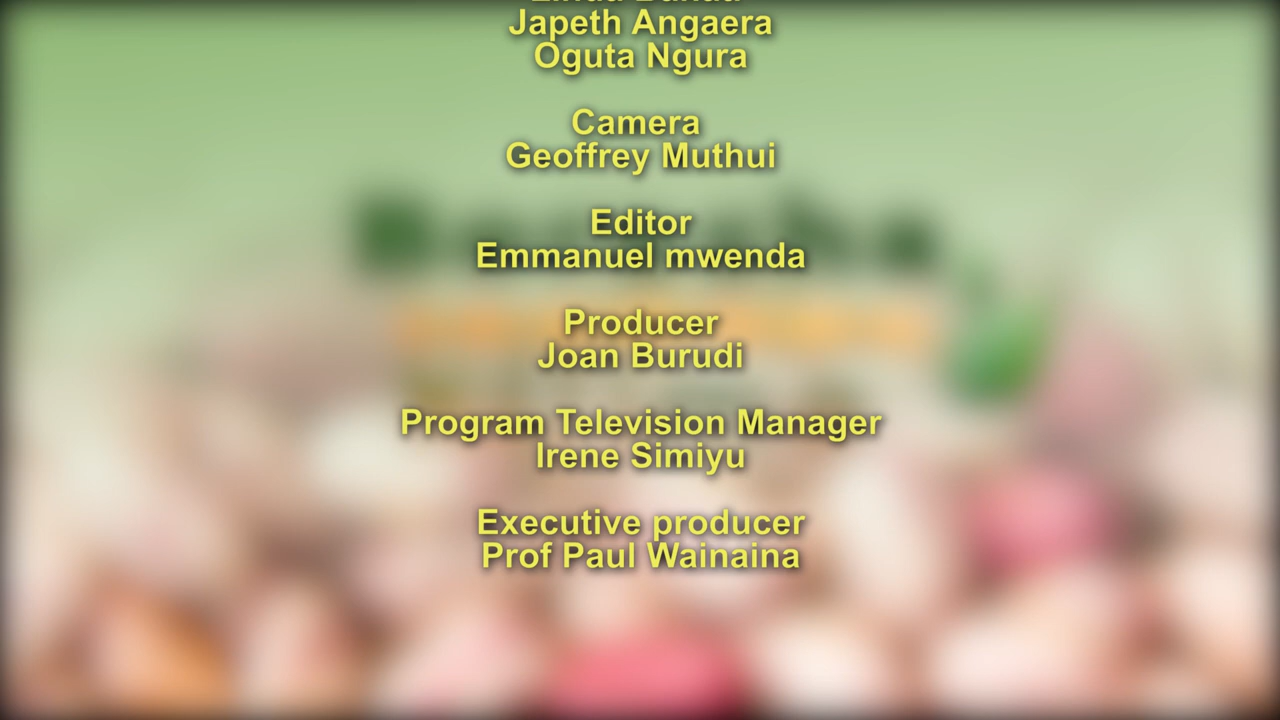 Japeth Angaera
Oguta Ngura
Camera
Geoffrey Muthui
Editor
Emmanuel mwenda
Producer
Joan Burudi
Program Television Manager
Irene Simiyu
Executive producer
Prof Paul Wainaina